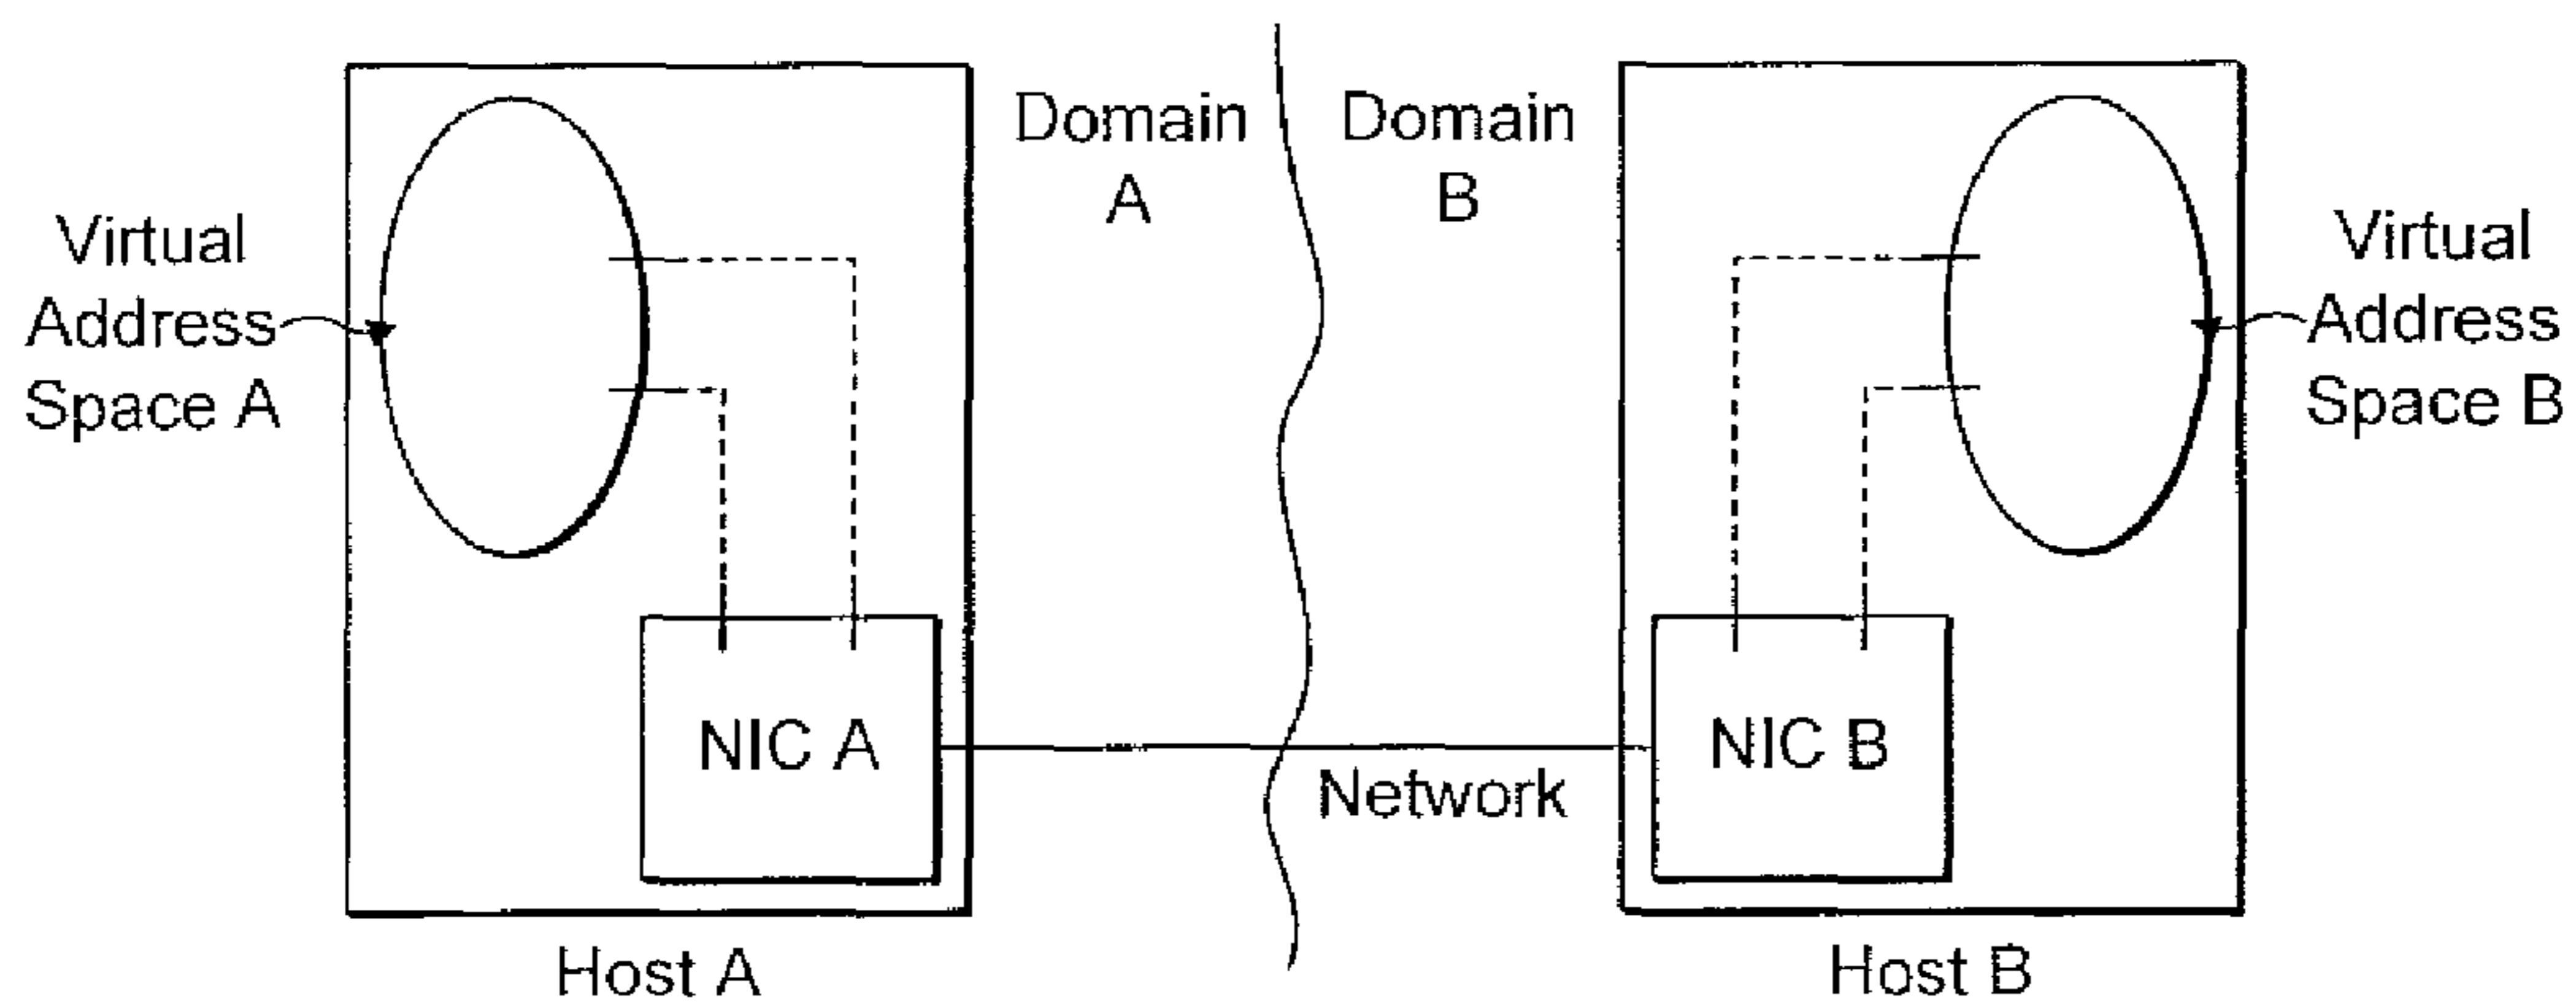 Domain
A
Domain
B
Virtual
Address
Space A
Virtual
Address
Space B
NIC A
NIC B
Network
Host A
Host B